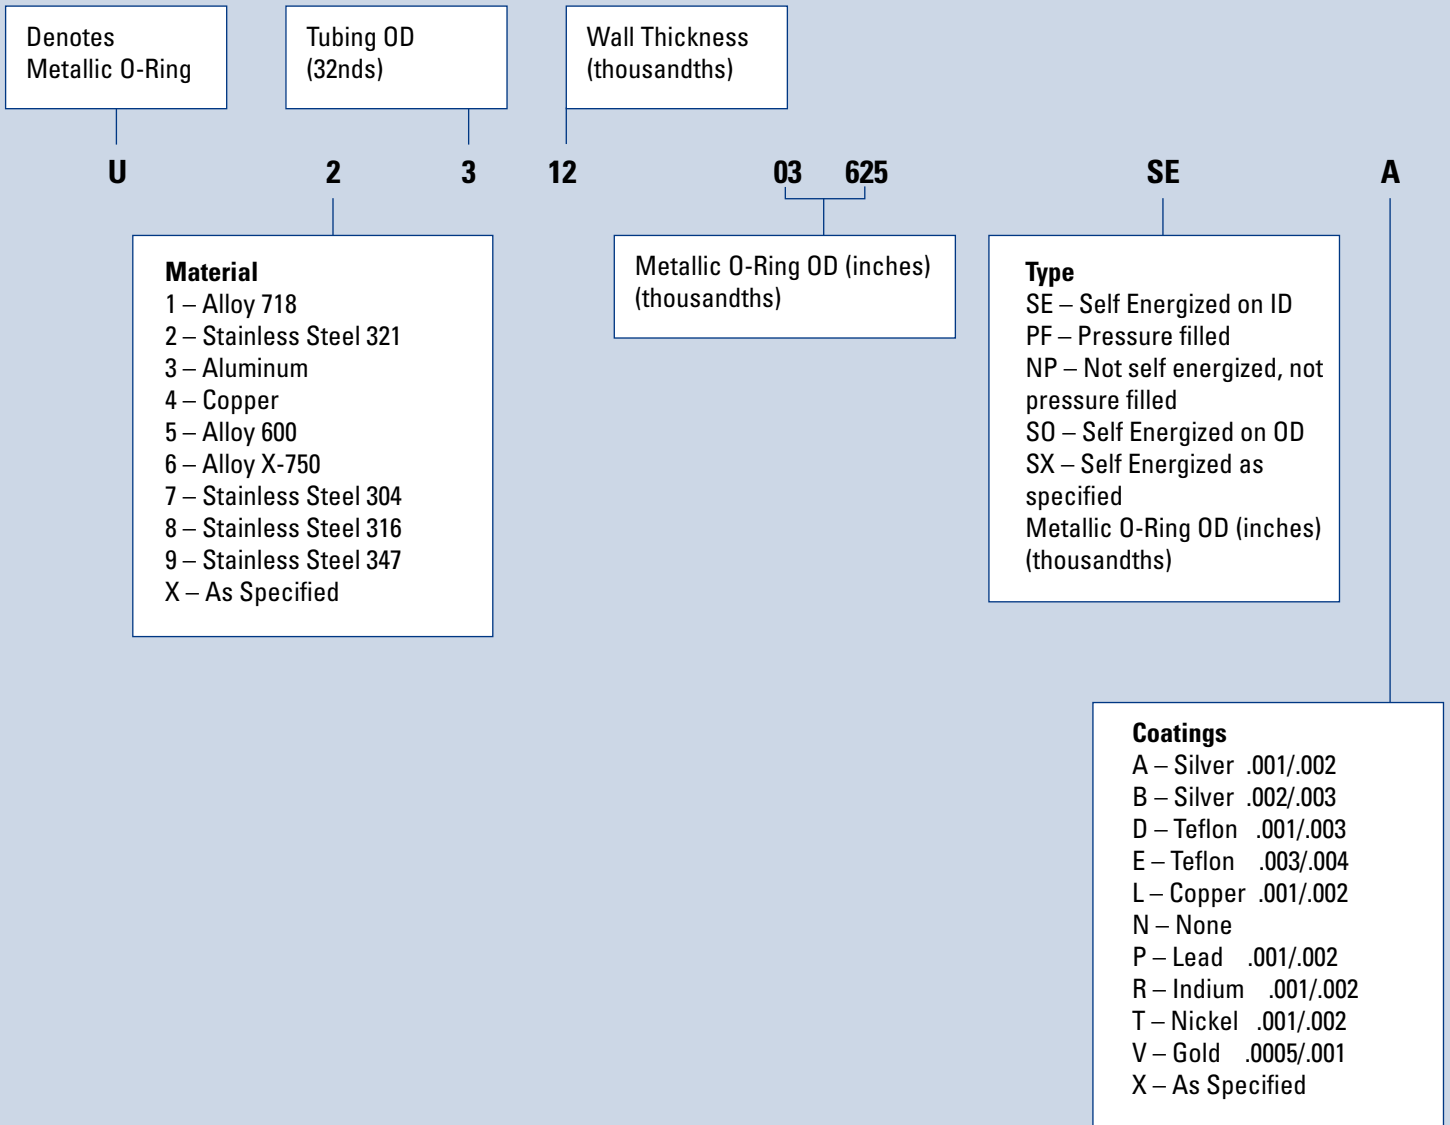 Denotes
Metallic O-Ring
Tubing OD
(32nds)
Wall Thickness
(thousandths)
U 2 3 12 03 625 SE A
Material
1 – Alloy 718
2 – Stainless Steel 321
3 – Aluminum
4 – Copper
5 – Alloy 600
6 – Alloy X-750
7 – Stainless Steel 304
8 – Stainless Steel 316
9 – Stainless Steel 347
X – As Specified
Metallic O-Ring OD (inches)
(thousandths)
Type
SE – Self Energized on ID
PF – Pressure filled
NP – Not self energized, not
pressure filled
SO – Self Energized on OD
SX – Self Energized as
specified
Metallic O-Ring OD (inches)
(thousandths)
Coatings
A – Silver .001/.002
B – Silver .002/.003
D – Teflon .001/.003
E – Teflon .003/.004
L – Copper .001/.002
N – None
P – Lead .001/.002
R – Indium .001/.002
T – Nickel .001/.002
V – Gold .0005/.001
X – As Specified